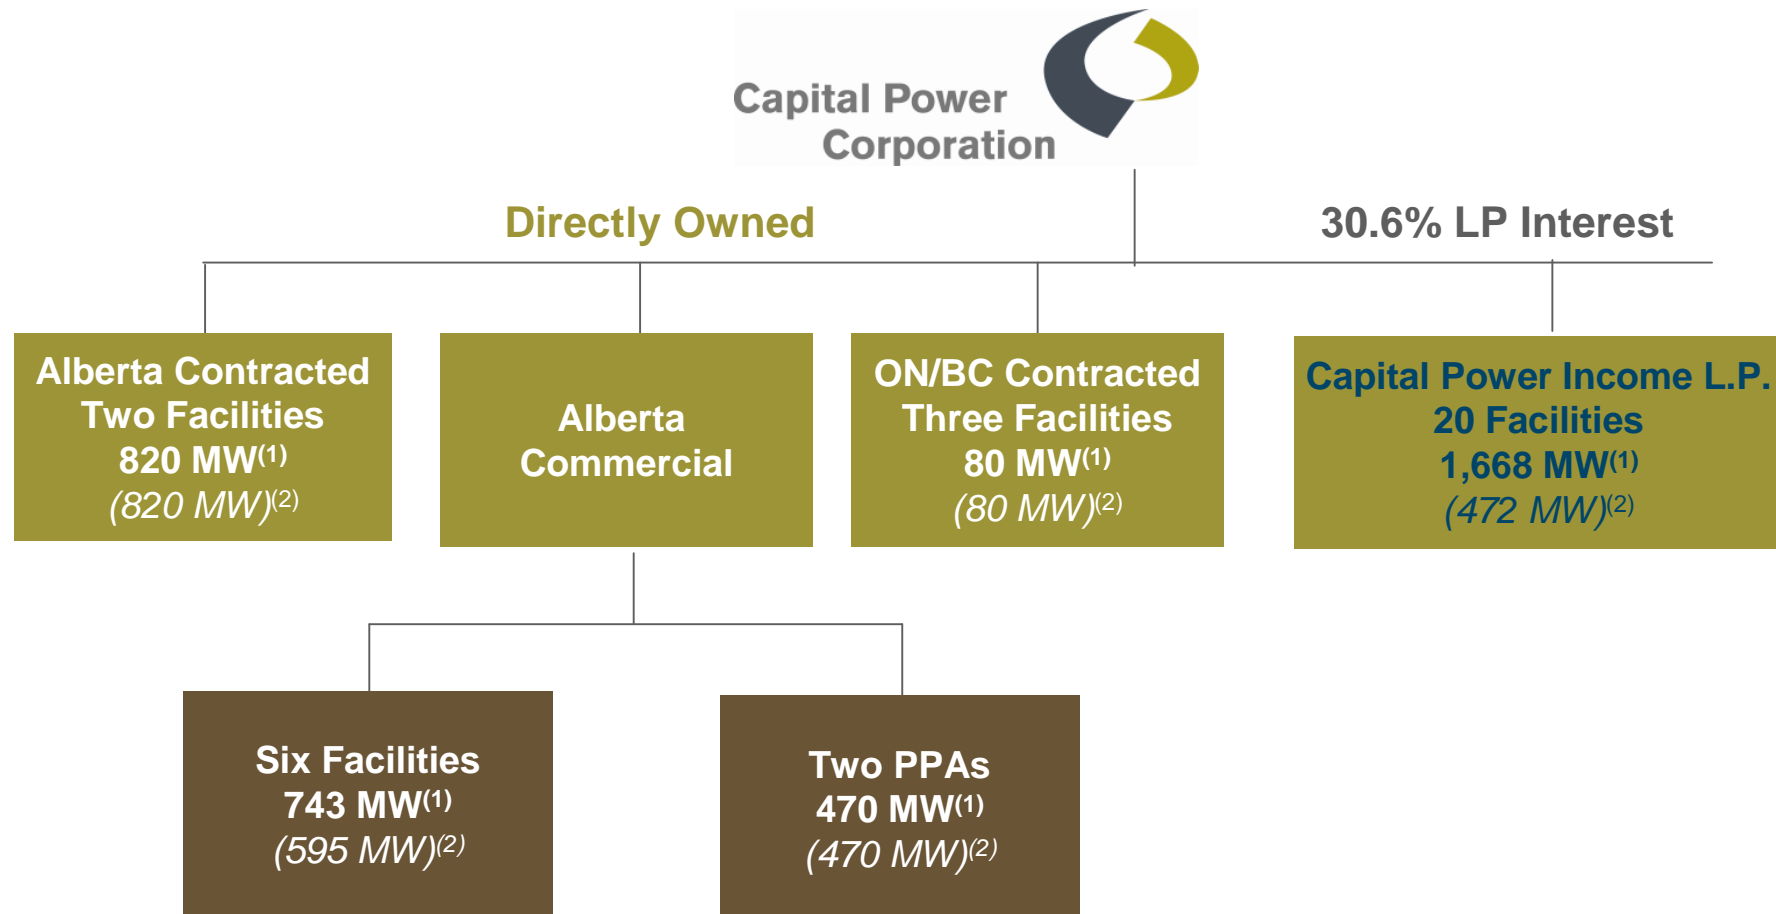 Capital Power
Corporation
Directly Owned
30.6% LP Interest
Alberta Contracted
Two Facilities
820 MW(1)
(820 MW)(2)
Alberta
Commercial
ON/BC Contracted
Three Facilities
80 MW(1)
(80 MW)(2)
Capital Power Income L.P.
20 Facilities
1,668 MW(1)
(472 MW)(2)
Six Facilities
743 MW(1)
(595 MW)(2)
Two PPAs
470 MW(1)
(470 MW)(2)